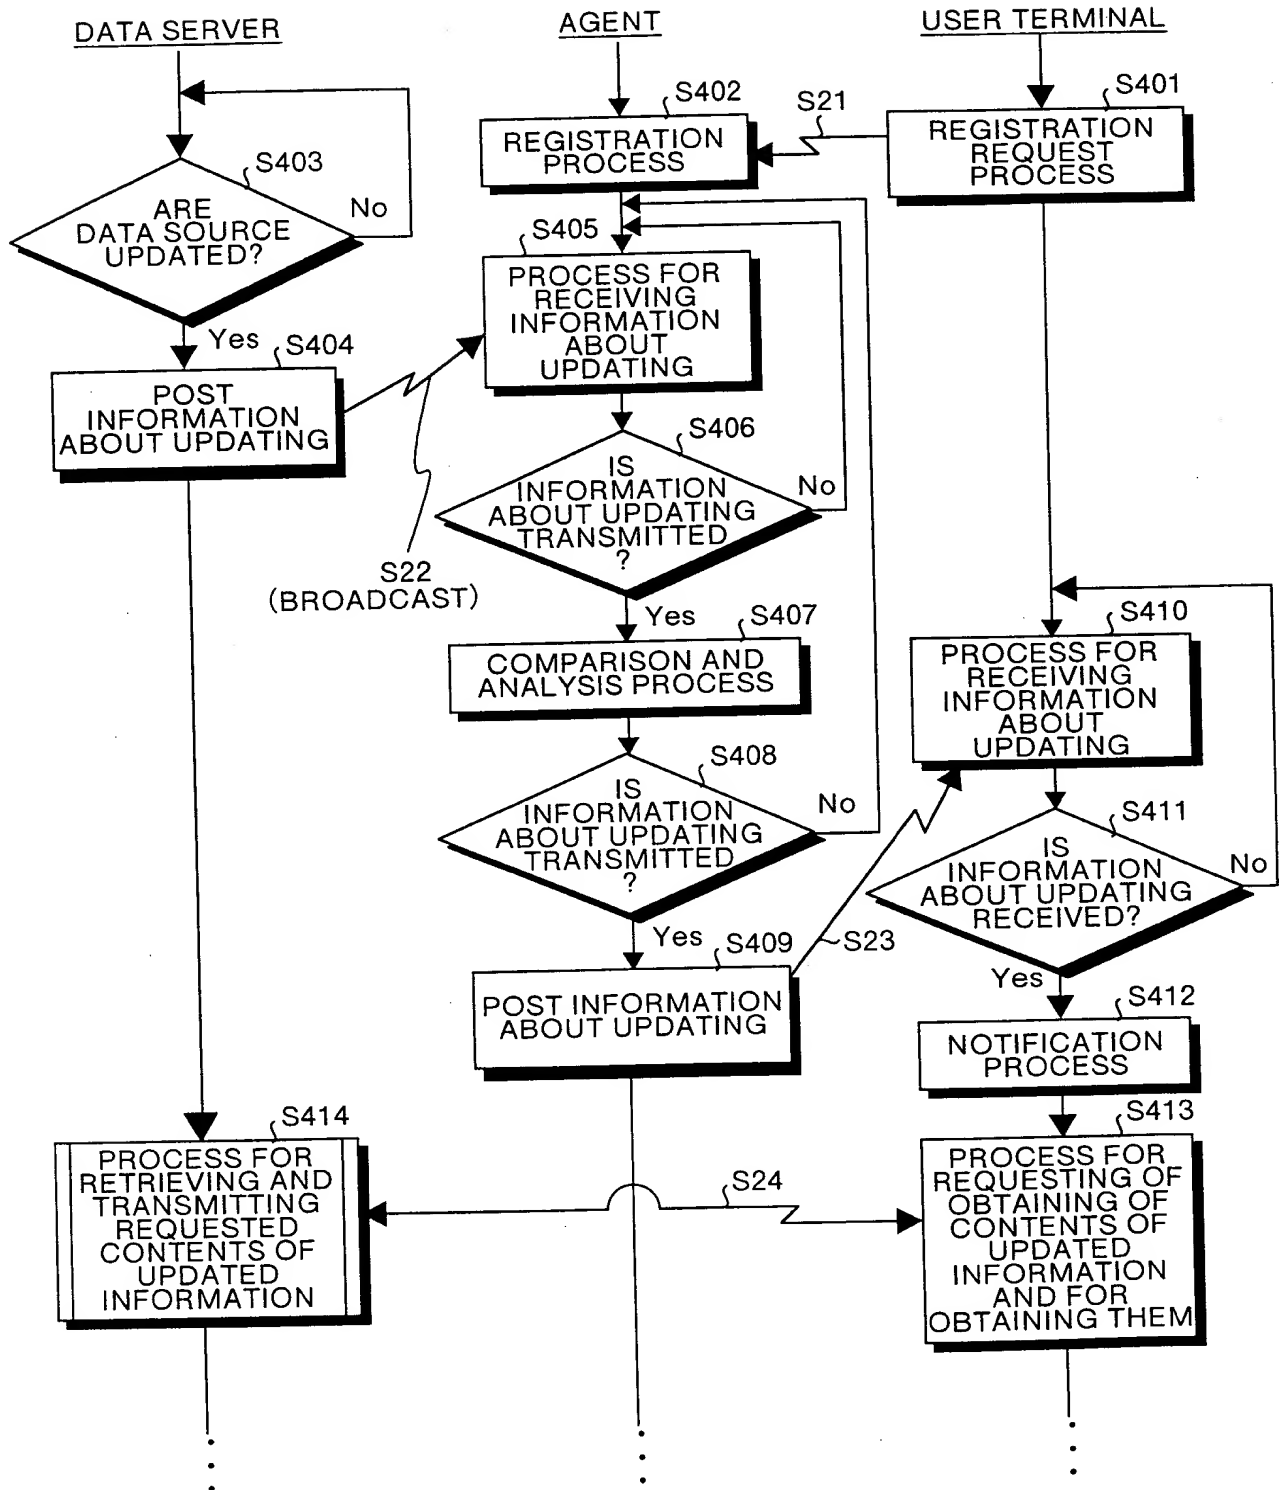 DATA SERVER
AGENT
USER TERMINAL
S402
REGISTRATION
PROCESS
S21
S401
REGISTRATION
REQUEST
PROCESS
S403
ARE
DATA SOURCE
UPDATED?
No
Yes
S404
POST
INFORMATION
ABOUT UPDATING
S405
PROCESS FOR
RECEIVING
INFORMATION
ABOUT
UPDATING
S22
(BROADCAST)
S406
IS
INFORMATION
ABOUT UPDATING
TRANSMITTED
?
No
Yes
S407
COMPARISON AND
ANALYSIS PROCESS
S408
IS
INFORMATION
ABOUT UPDATING
TRANSMITTED
?
No
Yes
S409
POST INFORMATION
ABOUT UPDATING
S23
S410
PROCESS FOR
RECEIVING
INFORMATION
ABOUT
UPDATING
S411
IS
INFORMATION
ABOUT UPDATING
RECEIVED?
No
Yes
S412
NOTIFICATION
PROCESS
S413
PROCESS FOR
REQUESTING OF
OBTAINING OF
CONTENTS OF
UPDATED
INFORMATION
AND FOR
OBTAINING THEM
S24
S414
PROCESS FOR
RETRIEVING AND
TRANSMITTING
REQUESTED
CONTENTS OF
UPDATED
INFORMATION